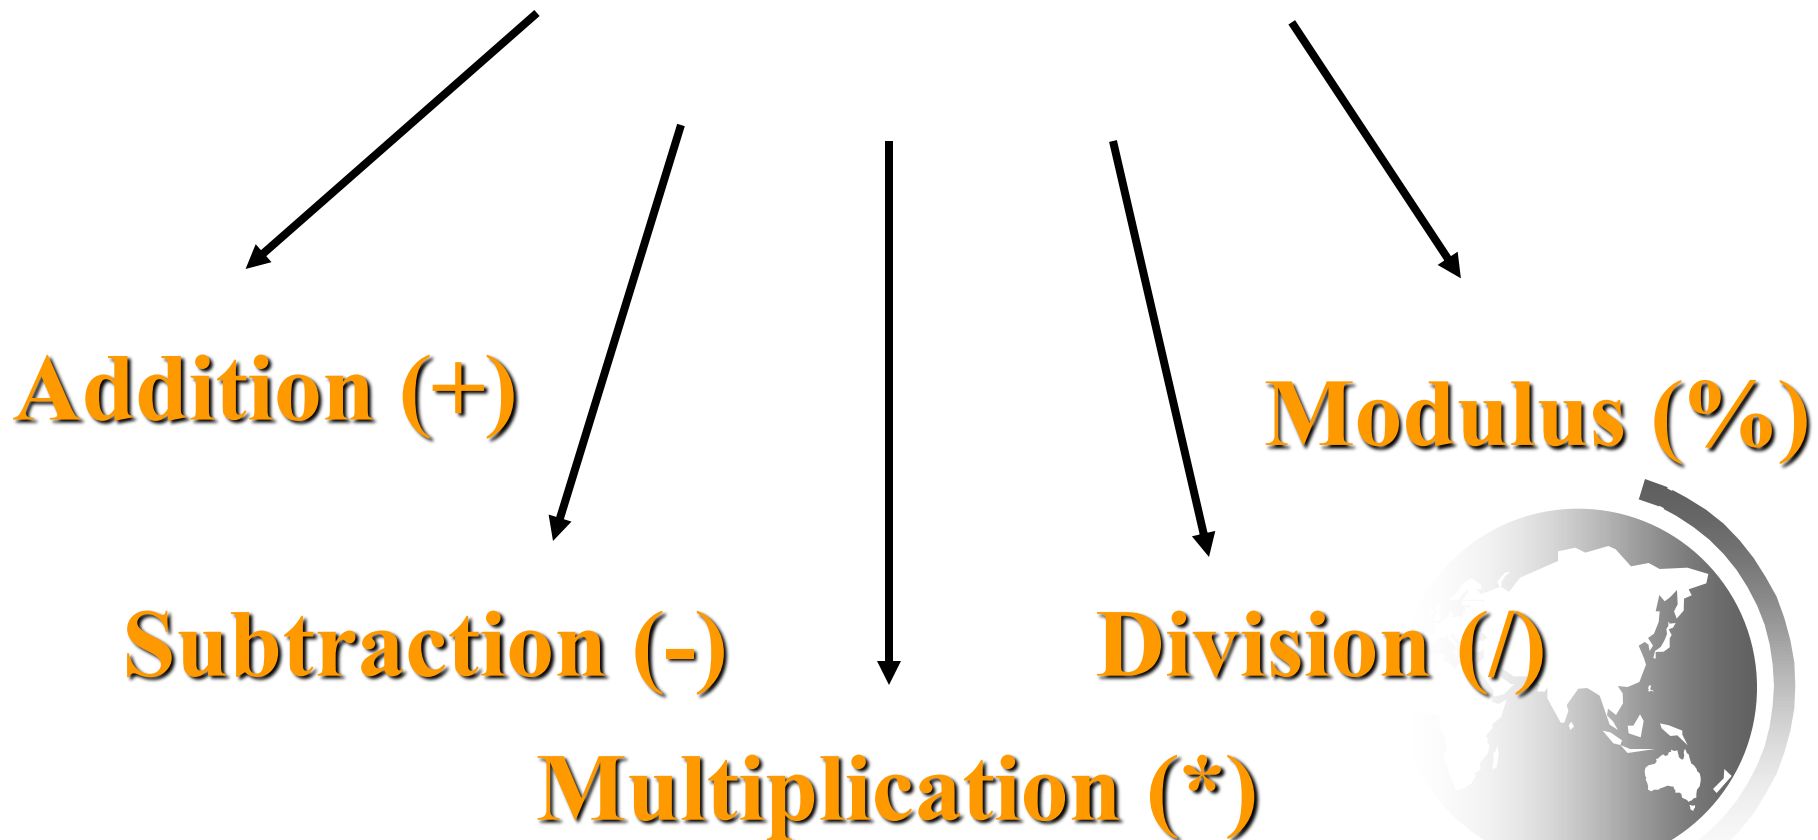 Addition (+)
Modulus (%)
Subtraction (-)
Division (/)
Multiplication (*)